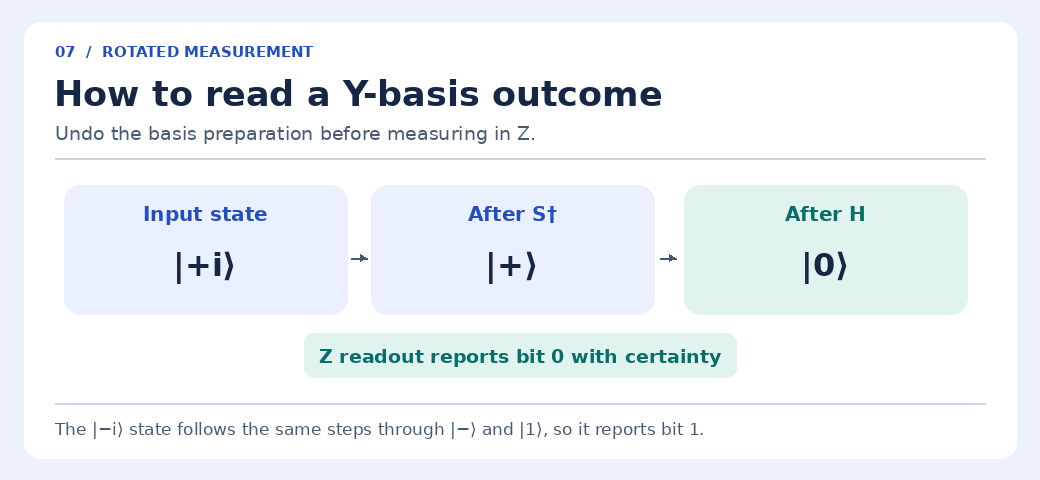 07 / ROTATED MEASUREMENT
How to read a Y-basis outcome
Undo the basis preparation before measuring in Z.
Input state
|+i⟩
After S†
|+⟩
After H
|0⟩
Z readout reports bit 0 with certainty
The |−i⟩ state follows the same steps through |−⟩ and |1⟩, so it reports bit 1.